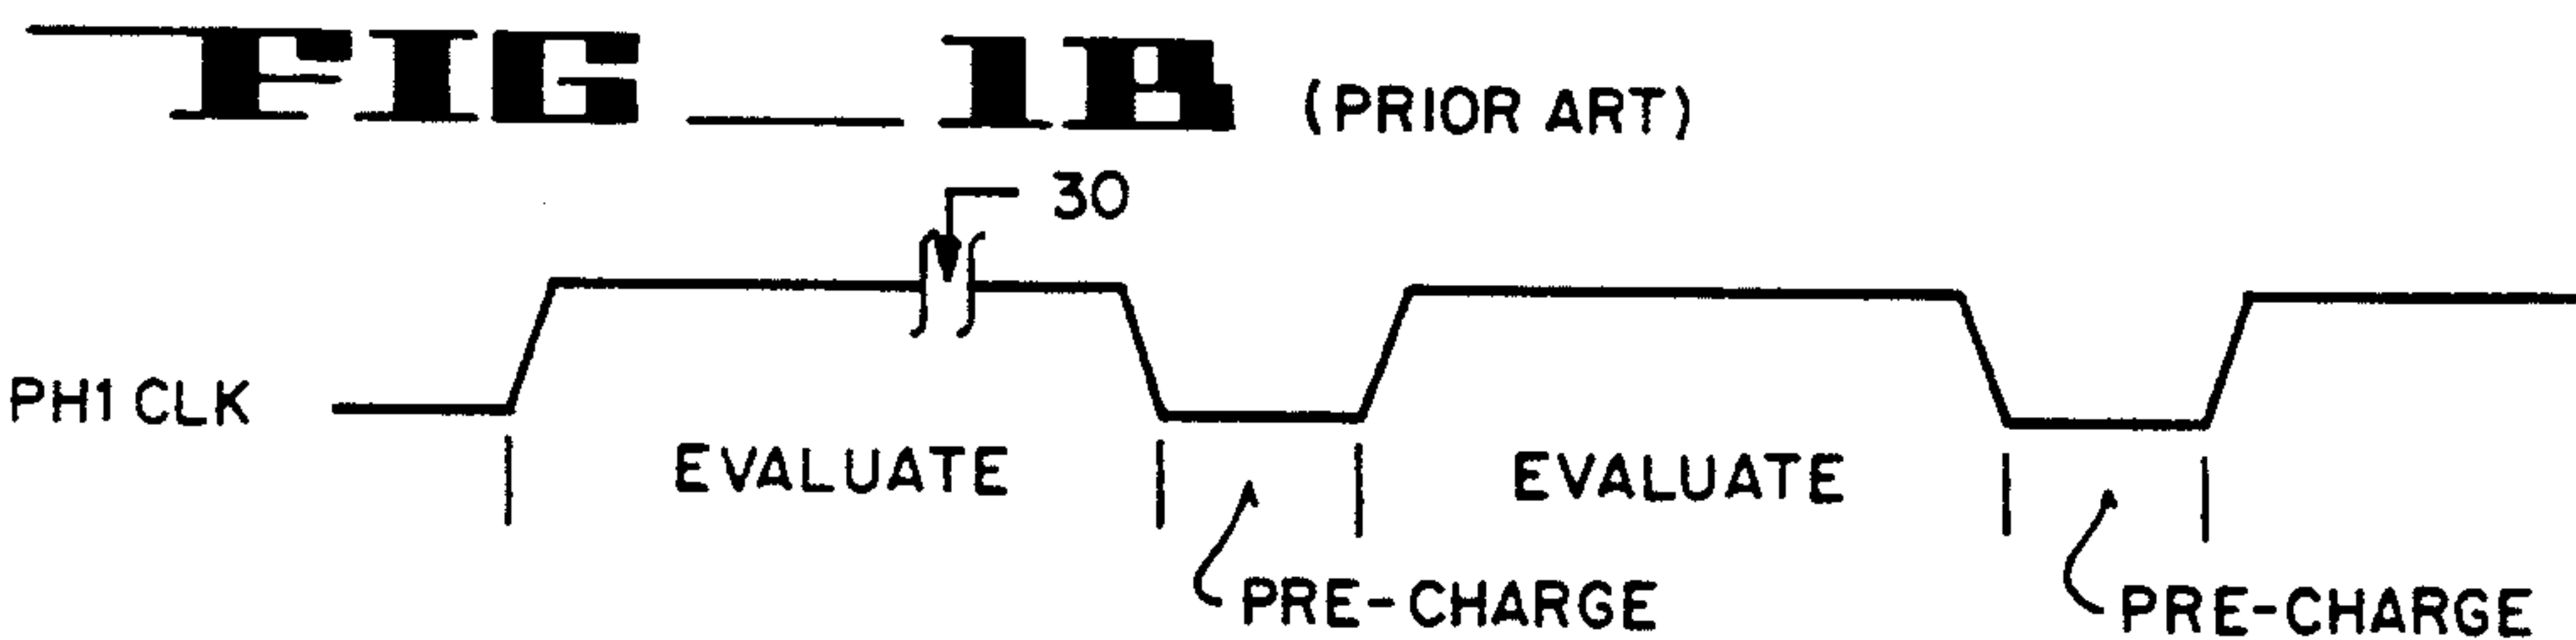 FIG 1B (PRIOR ART)
30
PH1 CLK
EVALUATE EVALUATE
PRE-CHARGE PRE-CHARGE